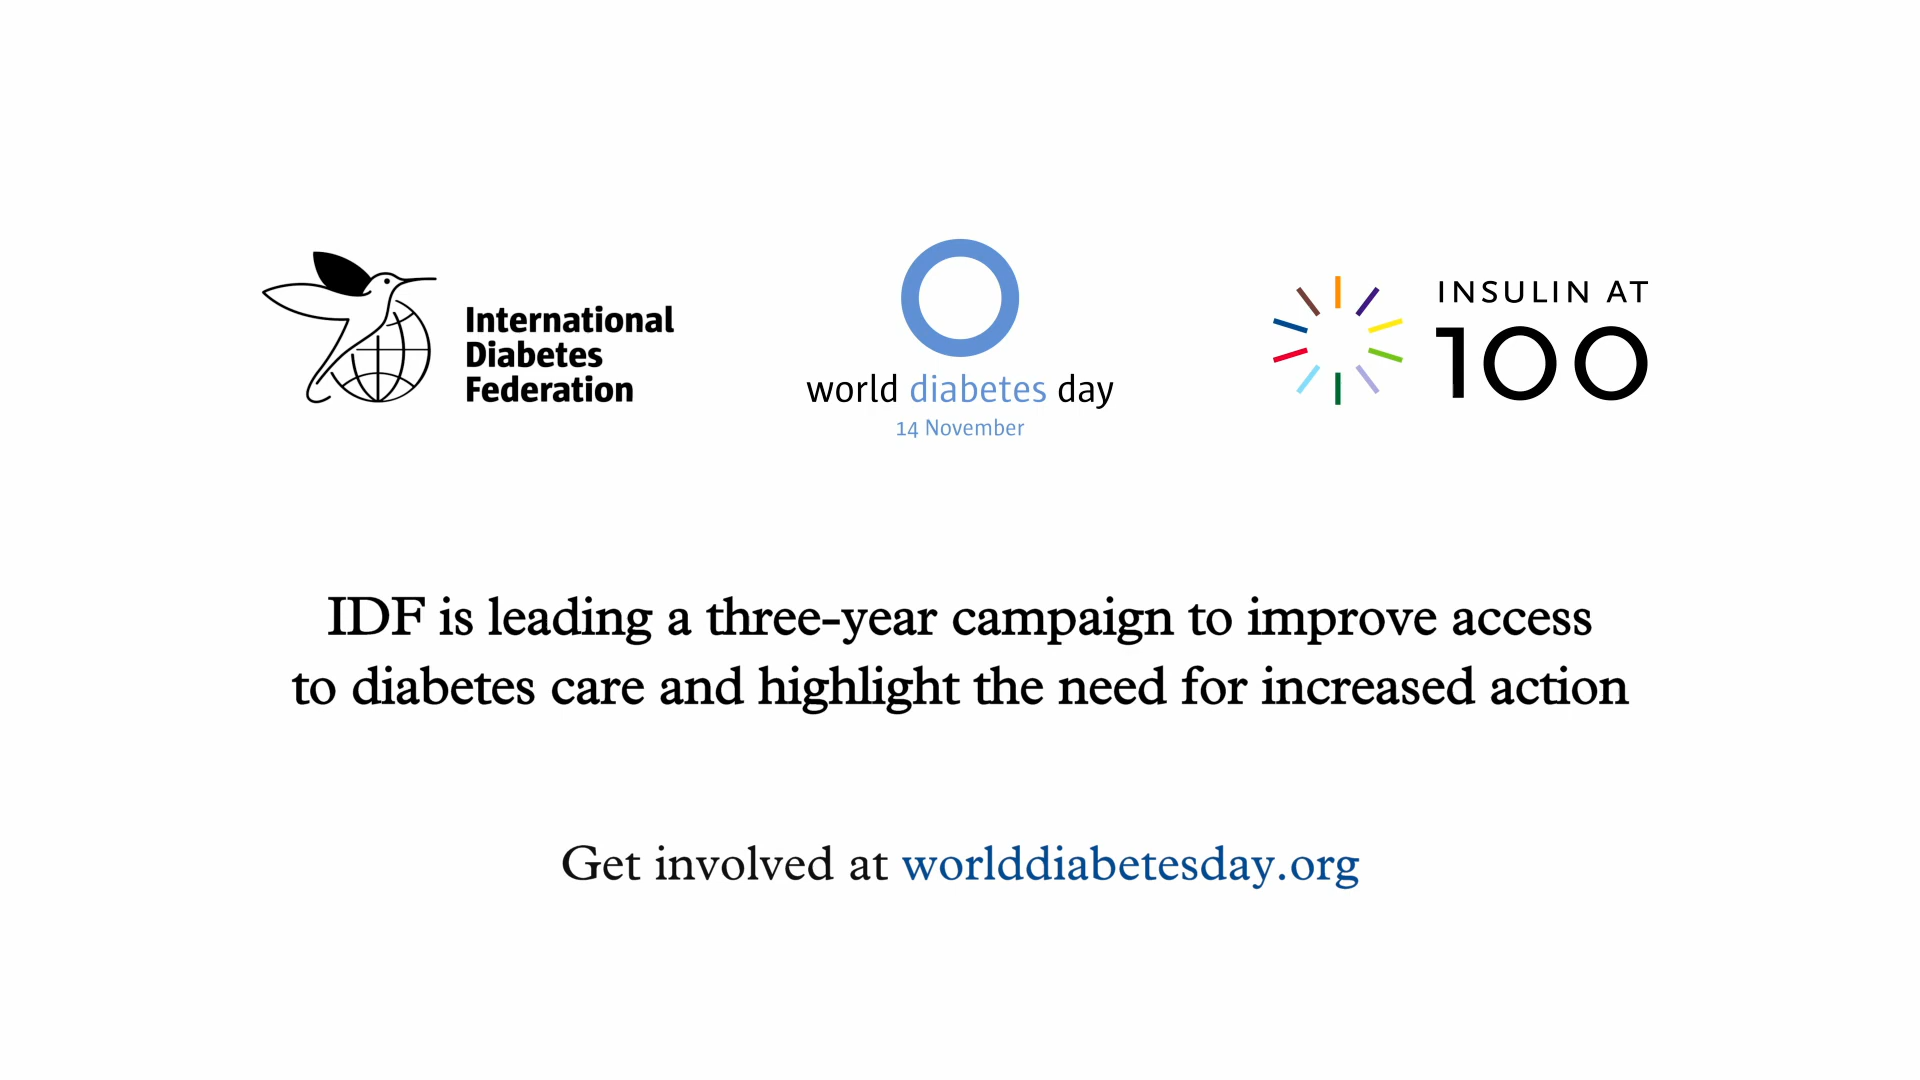 International
Diabetes
Federation
world diabetes day
14 November
INSULIN AT
100
IDF is leading a three-year campaign to improve access
to diabetes care and highlight the need for increased action
Get involved at worlddiabetesday.org